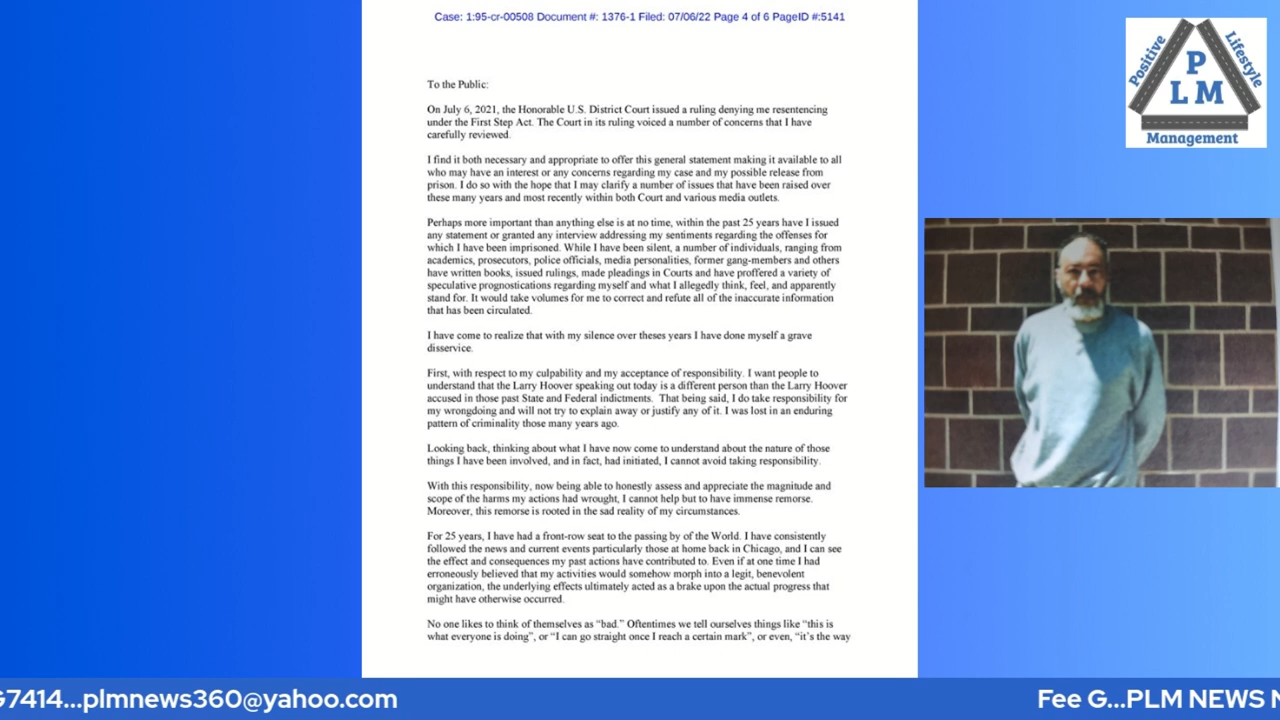 Case: 1:95-cr-00508 Document #: 1376-1 Filed: 07/06/22 Page 4 of 6 PageID #:5141
To the Public:
On July 6, 2021, the Honorable U.S. District Court issued a ruling denying me resentencing
under the First Step Act. The Court in its ruling voiced a number of concerns that I have
carefully reviewed.
I find it both necessary and appropriate to offer this general statement making it available to all
who may have an interest or any concerns regarding my case and my possible release from
prison. I do so with the hope that I may clarify a number of issues that have been raised over
these many years and most recently within both Court and various media outlets.
Perhaps more important than anything else is at no time, within the past 25 years have I issued
any statement or granted any interview addressing my sentiments regarding the offenses for
which I have been imprisoned. While I have been silent, a number of individuals, ranging from
academics, prosecutors, police officials, media personalities, former gang-members and others
have written books, issued rulings, made pleadings in Courts and have proffered a variety of
speculative prognostications regarding myself and what I allegedly think, feel, and apparently
stand for. It would take volumes for me to correct and refute all of the inaccurate information
that has been circulated.
I have come to realize that with my silence over theses years I have done myself a grave
disservice.
First, with respect to my culpability and my acceptance of responsibility. I want people to
understand that the Larry Hoover speaking out today is a different person than the Larry Hoover
accused in those past State and Federal indictments. That being said, I do take responsibility for
my wrongdoing and will not try to explain away or justify any of it. I was lost in an enduring
pattern of criminality those many years ago.
Looking back, thinking about what I have now come to understand about the nature of those
things I have been involved, and in fact, had initiated, I cannot avoid taking responsibility.
With this responsibility, now being able to honestly assess and appreciate the magnitude and
scope of the harms my actions had wrought, I cannot help but to have immense remorse.
Moreover, this remorse is rooted in the sad reality of my circumstances.
For 25 years, I have had a front-row seat to the passing by of the World. I have consistently
followed the news and current events particularly those at home back in Chicago, and I can see
the effect and consequences my past actions have contributed to. Even if at one time I had
erroneously believed that my activities would somehow morph into a legit, benevolent
organization, the underlying effects ultimately acted as a brake upon the actual progress that
might have otherwise occurred.
No one likes to think of themselves as “bad.” Oftentimes we tell ourselves things like “this is
what everyone is doing”, or “I can go straight once I reach a certain mark”, or even, “it’s the way
Positive
Lifestyle
P
L M
Management
G7414...plmnews360@yahoo.com
Fee G...PLM NEWS N